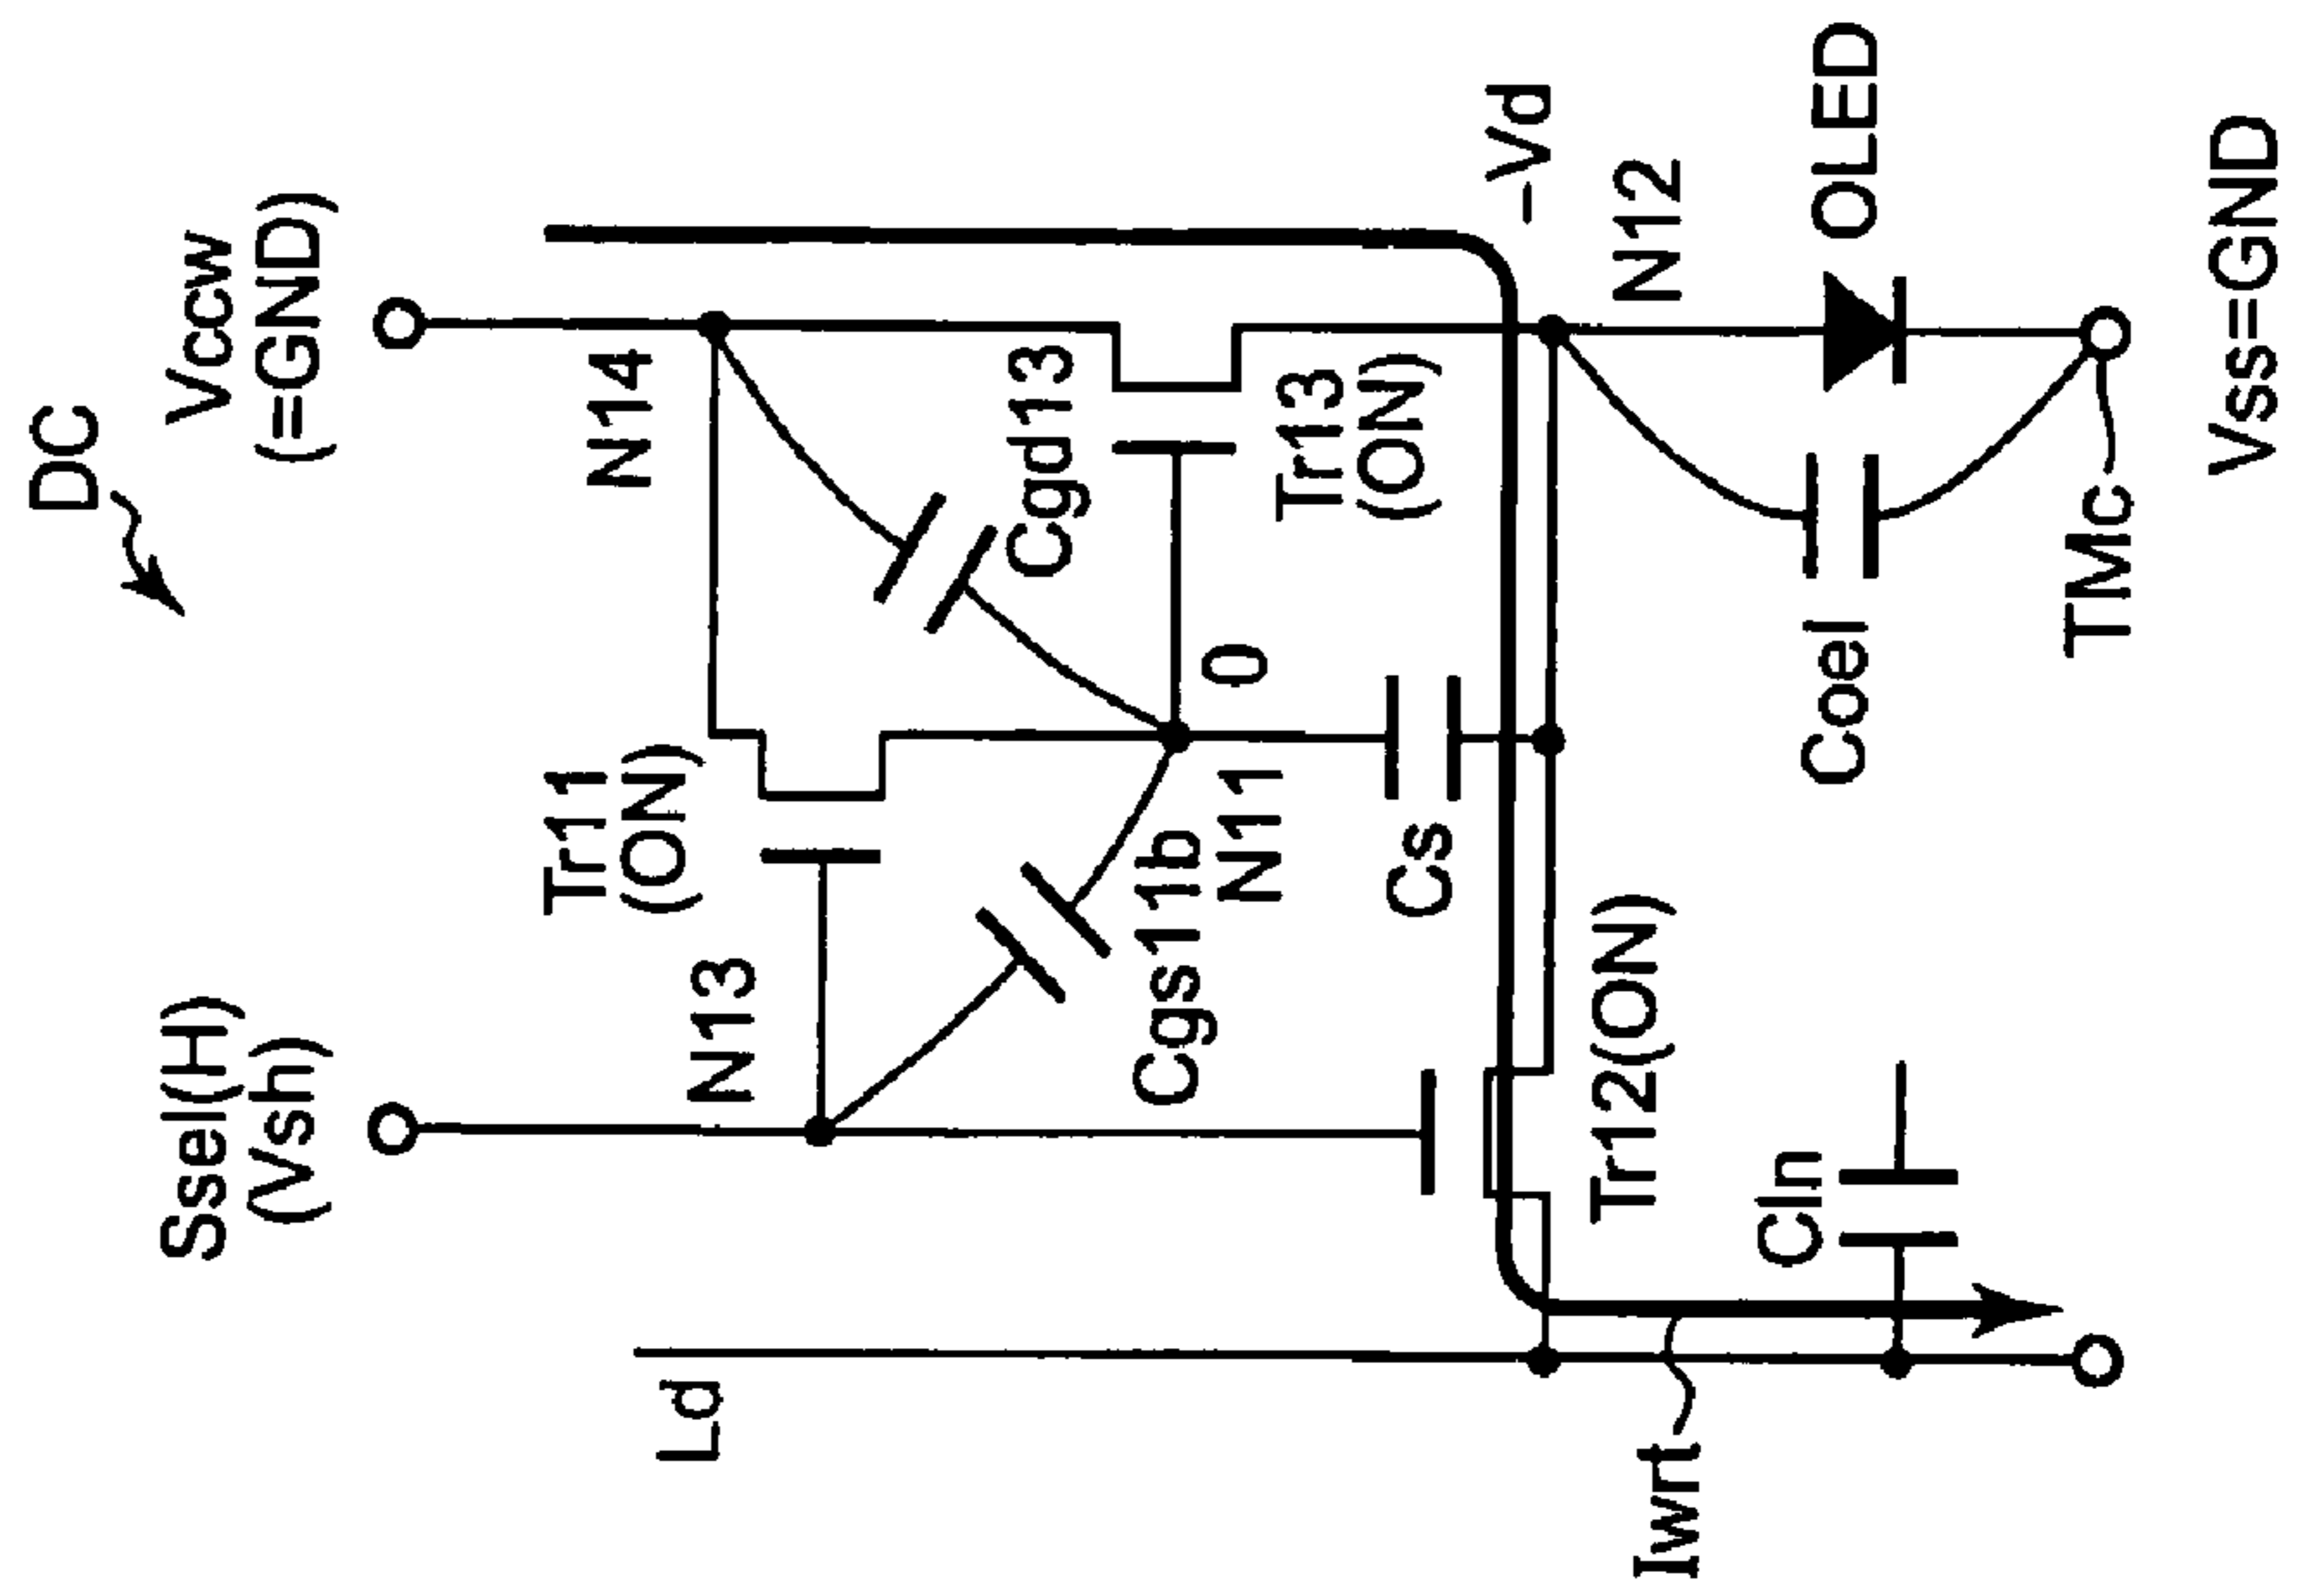 DC
Ssel(H)
(Vsh)
Vccw
(=GND)
Tr11
(ON)
N14
Ld
N13
Cgd13
Cgs11b
N11
0
Tr13
(ON)
Cs
-Vd
Tr12(ON)
N12
Iwrt
Cln
Coel
OLED
TMc
Vss=GND